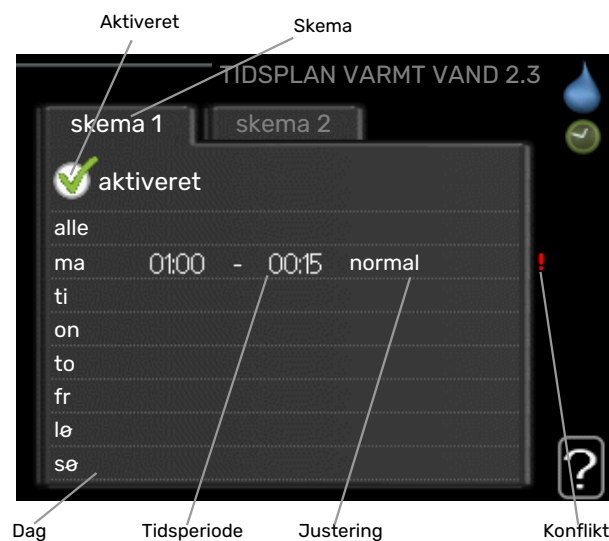 Aktiveret
Skema
TIDSPLAN VARMT VAND 2.3
skema 1
skema 2
aktiveret
alle
ma 01:00 - 00:15 normal !
ti
on
to
fr
lø
sø
?
Dag
Tidsperiode
Justering
Konflikt